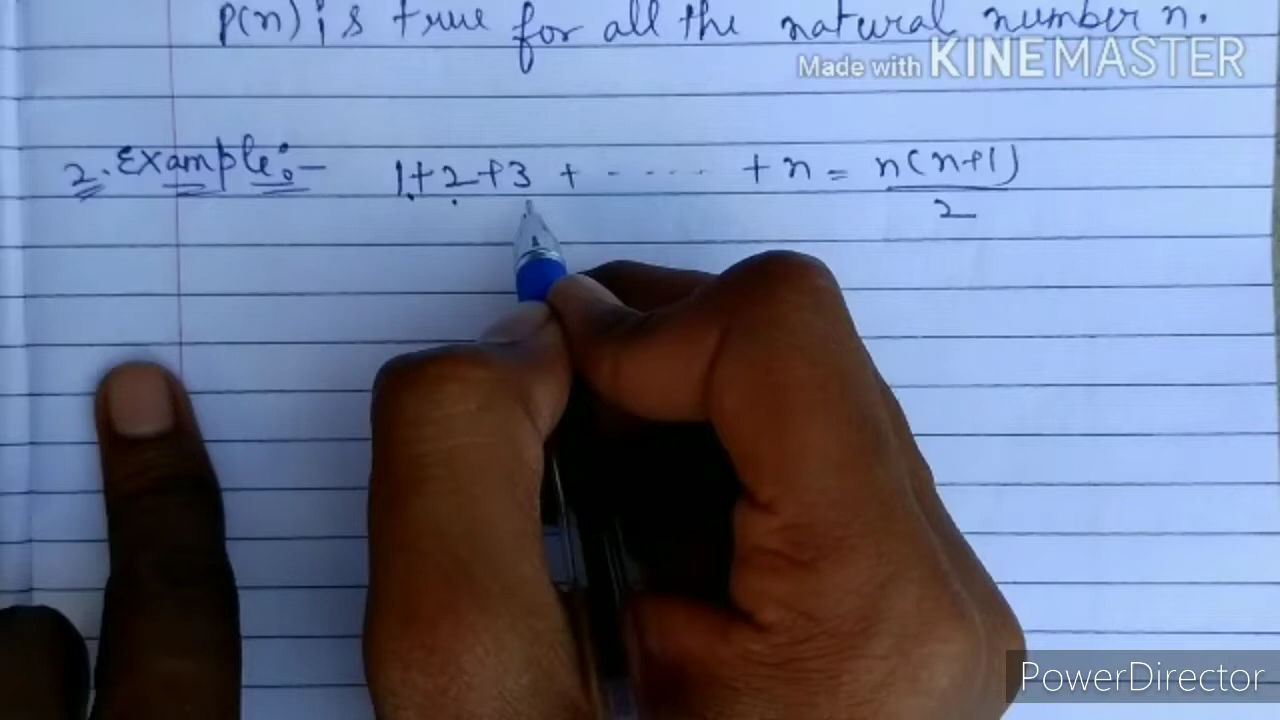 p(n) is true for all the natural number n.
Made with KINEMASTER
2. Example:- 1+2+3 + ----- + n = n(n+1)/2
PowerDirector